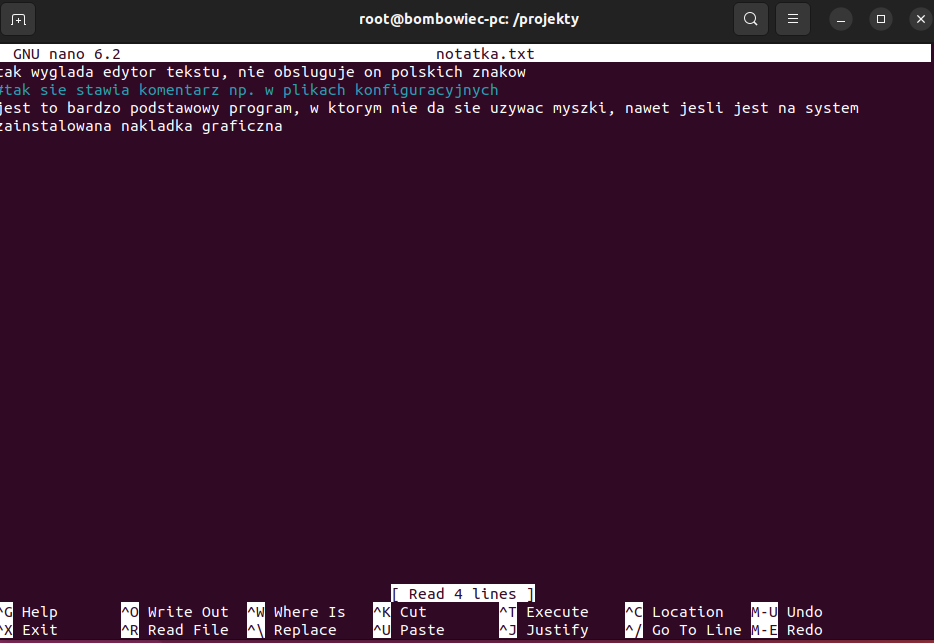 root@bombowiec-pc: /projekty
GNU nano 6.2 notatka.txt
tak wyglada edytor tekstu, nie obsluguje on polskich znakow
#tak sie stawia komentarz np. w plikach konfiguracyjnych
jest to bardzo podstawowy program, w ktorym nie da sie uzywac myszki, nawet jesli jest na system
zainstalowana nakladka graficzna
[ Read 4 lines ]
^G Help ^O Write Out ^W Where Is ^K Cut ^T Execute ^C Location M-U Undo
^X Exit ^R Read File ^\ Replace ^U Paste ^J Justify ^/ Go To Line M-E Redo